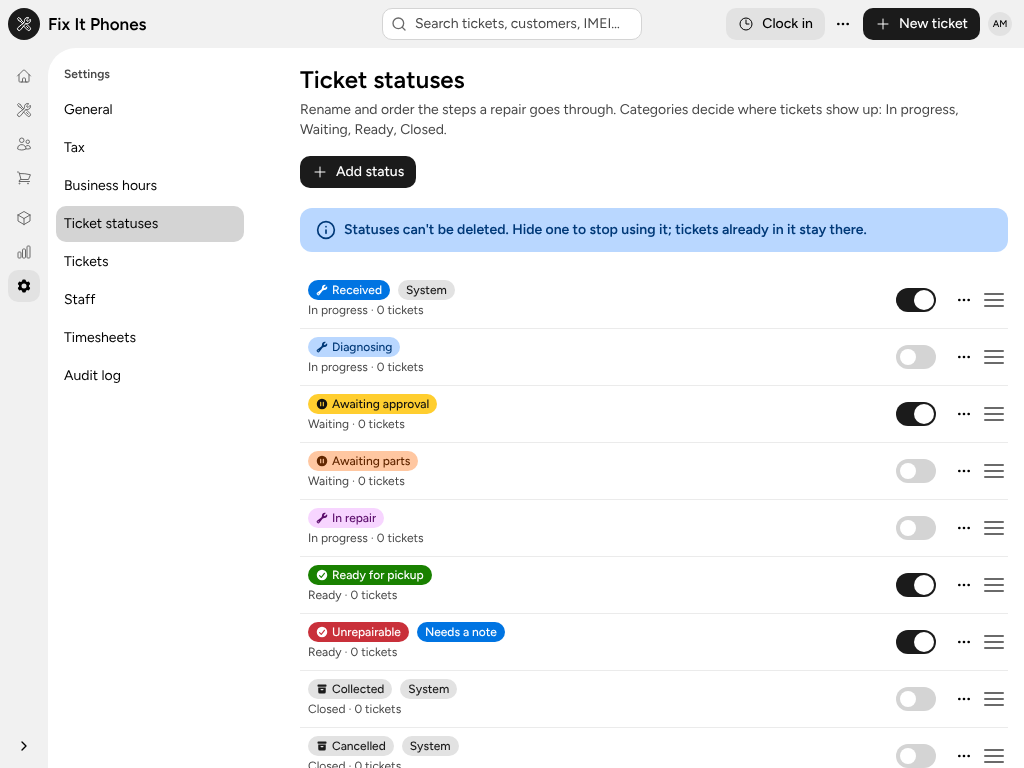 Fix It Phones
Search tickets, customers, IMEI...
Clock in
New ticket
AM
Settings
General
Tax
Business hours
Ticket statuses
Tickets
Staff
Timesheets
Audit log
Ticket statuses
Rename and order the steps a repair goes through. Categories decide where tickets show up: In progress,
Waiting, Ready, Closed.
Add status
Statuses can't be deleted. Hide one to stop using it; tickets already in it stay there.
Received System
In progress · 0 tickets
Diagnosing
In progress · 0 tickets
Awaiting approval
Waiting · 0 tickets
Awaiting parts
Waiting · 0 tickets
In repair
In progress · 0 tickets
Ready for pickup
Ready · 0 tickets
Unrepairable Needs a note
Ready · 0 tickets
Collected System
Closed · 0 tickets
Cancelled System
Closed · 0 tickets